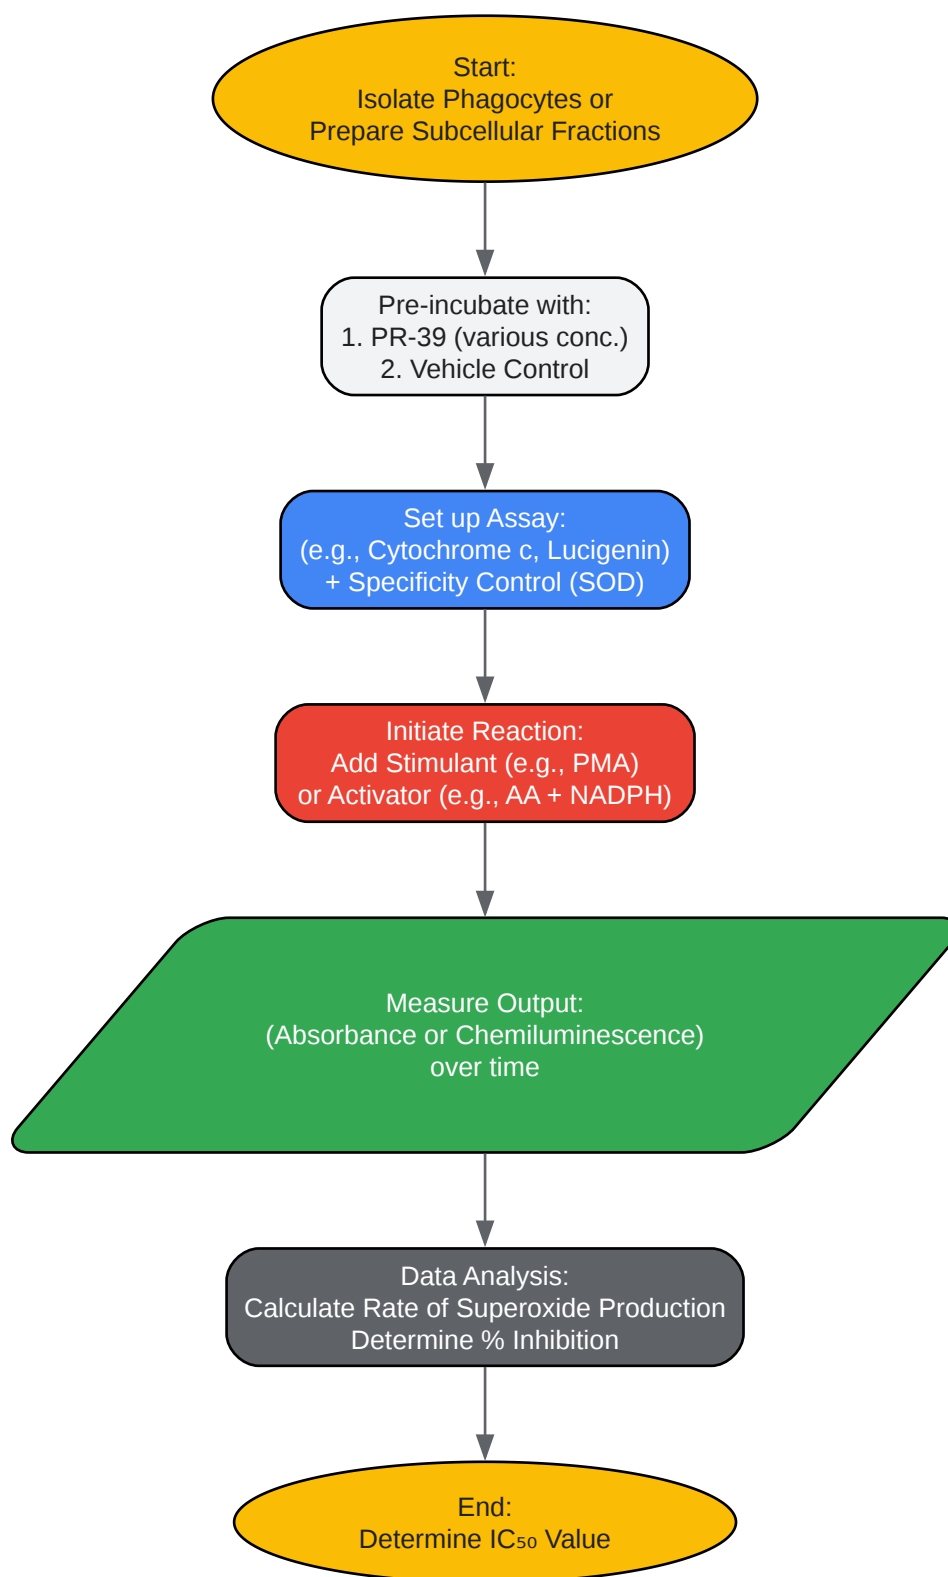 Start:
Isolate Phagocytes or
Prepare Subcellular Fractions
Pre-incubate with:
1. PR-39 (various conc.)
2. Vehicle Control
Set up Assay:
(e.g., Cytochrome c, Lucigenin)
+ Specificity Control (SOD)
Initiate Reaction:
Add Stimulant (e.g., PMA)
or Activator (e.g., AA + NADPH)
Measure Output:
(Absorbance or Chemiluminescence)
over time
Data Analysis:
Calculate Rate of Superoxide Production
Determine % Inhibition
End:
Determine IC₅₀ Value